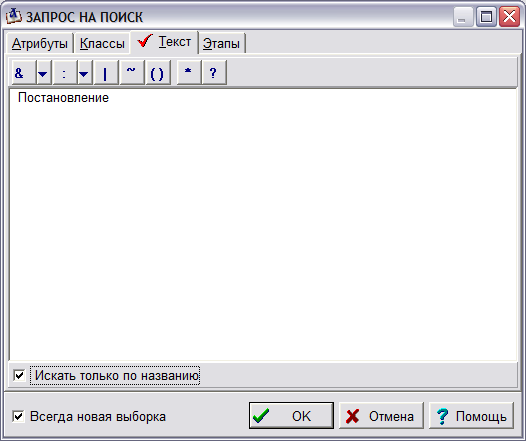 ЗАПРОС НА ПОИСК
Атрибуты Классы Текст Этапы
& : | ~ ( ) * ?
Постановление
Искать только по названию
Всегда новая выборка OK Отмена ? Помощь